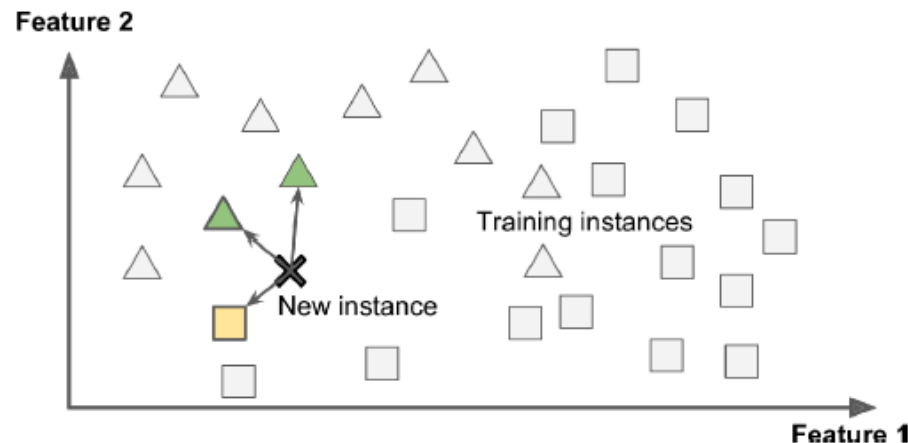 Feature 2
Training instances
New instance
Feature 1